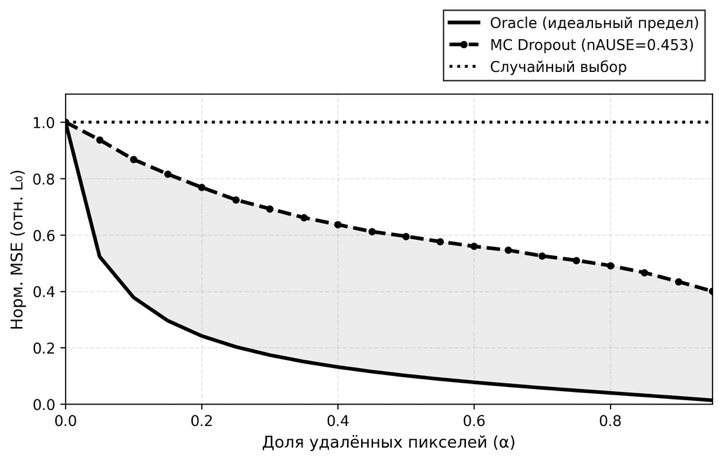 Oracle (идеальный предел)
MC Dropout (nAUSE=0.453)
Случайный выбор
Норм. MSE (отн. L₀)
1.0
0.8
0.6
0.4
0.2
0.0
0.0 0.2 0.4 0.6 0.8
Доля удалённых пикселей (α)